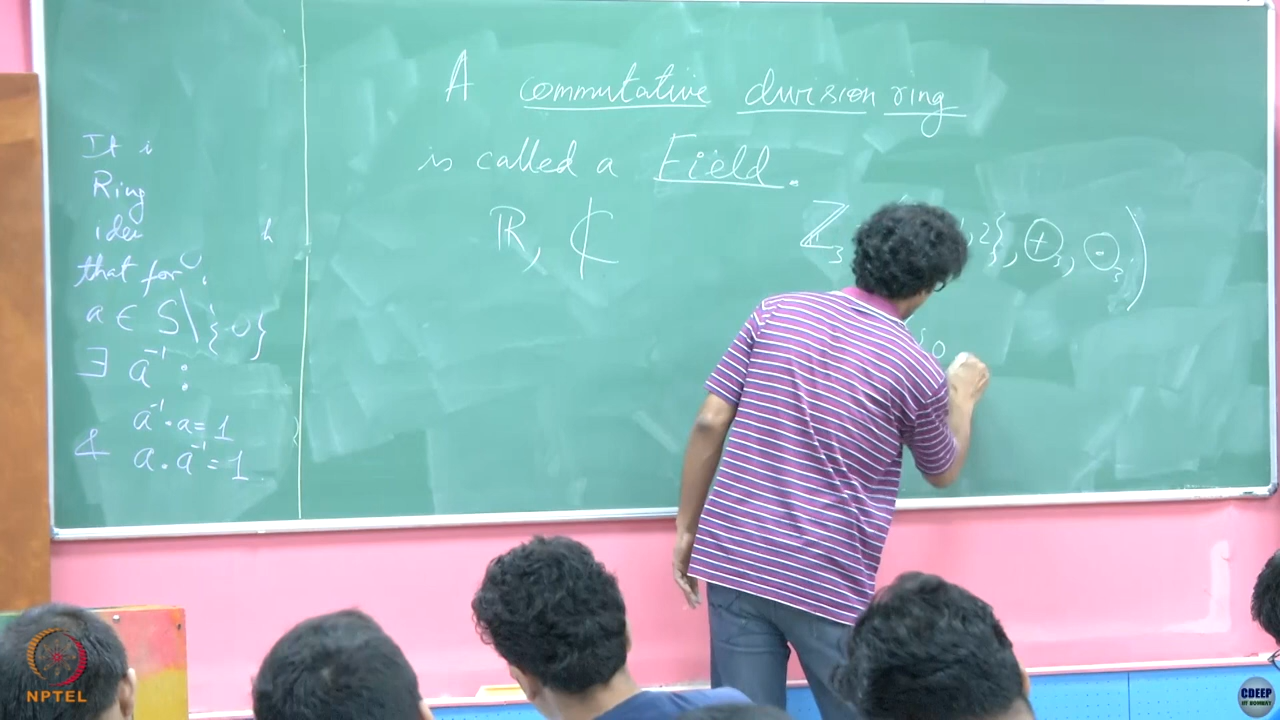 It i
Ring
iden
that for
a ∈ S\{0}
∃ a⁻¹ :
a⁻¹·a=1
& a·a⁻¹=1
A commutative division ring
is called a Field.
ℝ, ℂ
ℤ₃ ,2}, ⊕₃, ⊙₃)
{0
NPTEL
CDEEP
IIT BOMBAY